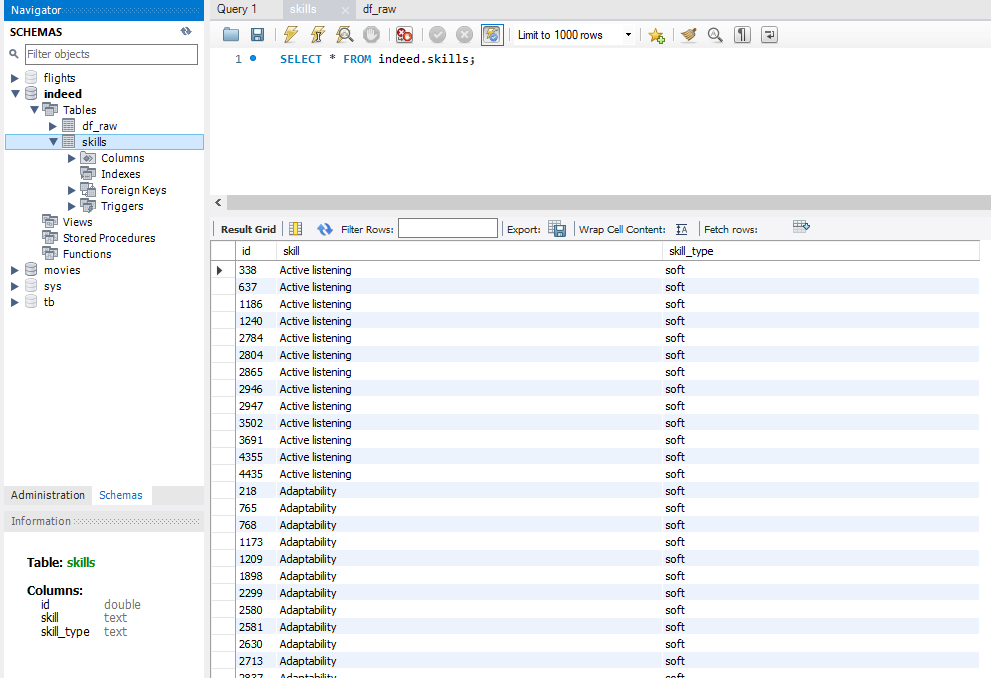 Navigator
SCHEMAS
Filter objects
flights
indeed
Tables
df_raw
skills
Columns
Indexes
Foreign Keys
Triggers
Views
Stored Procedures
Functions
movies
sys
tb
Administration Schemas
Information
Table: skills
Columns:
id double
skill text
skill_type text
Query 1 skills df_raw
Limit to 1000 rows
1 SELECT * FROM indeed.skills;
Result Grid Filter Rows: Export: Wrap Cell Content: Fetch rows:
id skill skill_type
338 Active listening soft
637 Active listening soft
1186 Active listening soft
1240 Active listening soft
2784 Active listening soft
2804 Active listening soft
2865 Active listening soft
2946 Active listening soft
2947 Active listening soft
3502 Active listening soft
3691 Active listening soft
4355 Active listening soft
4435 Active listening soft
218 Adaptability soft
765 Adaptability soft
768 Adaptability soft
1173 Adaptability soft
1209 Adaptability soft
1898 Adaptability soft
2299 Adaptability soft
2580 Adaptability soft
2581 Adaptability soft
2630 Adaptability soft
2713 Adaptability soft
Adaptability soft